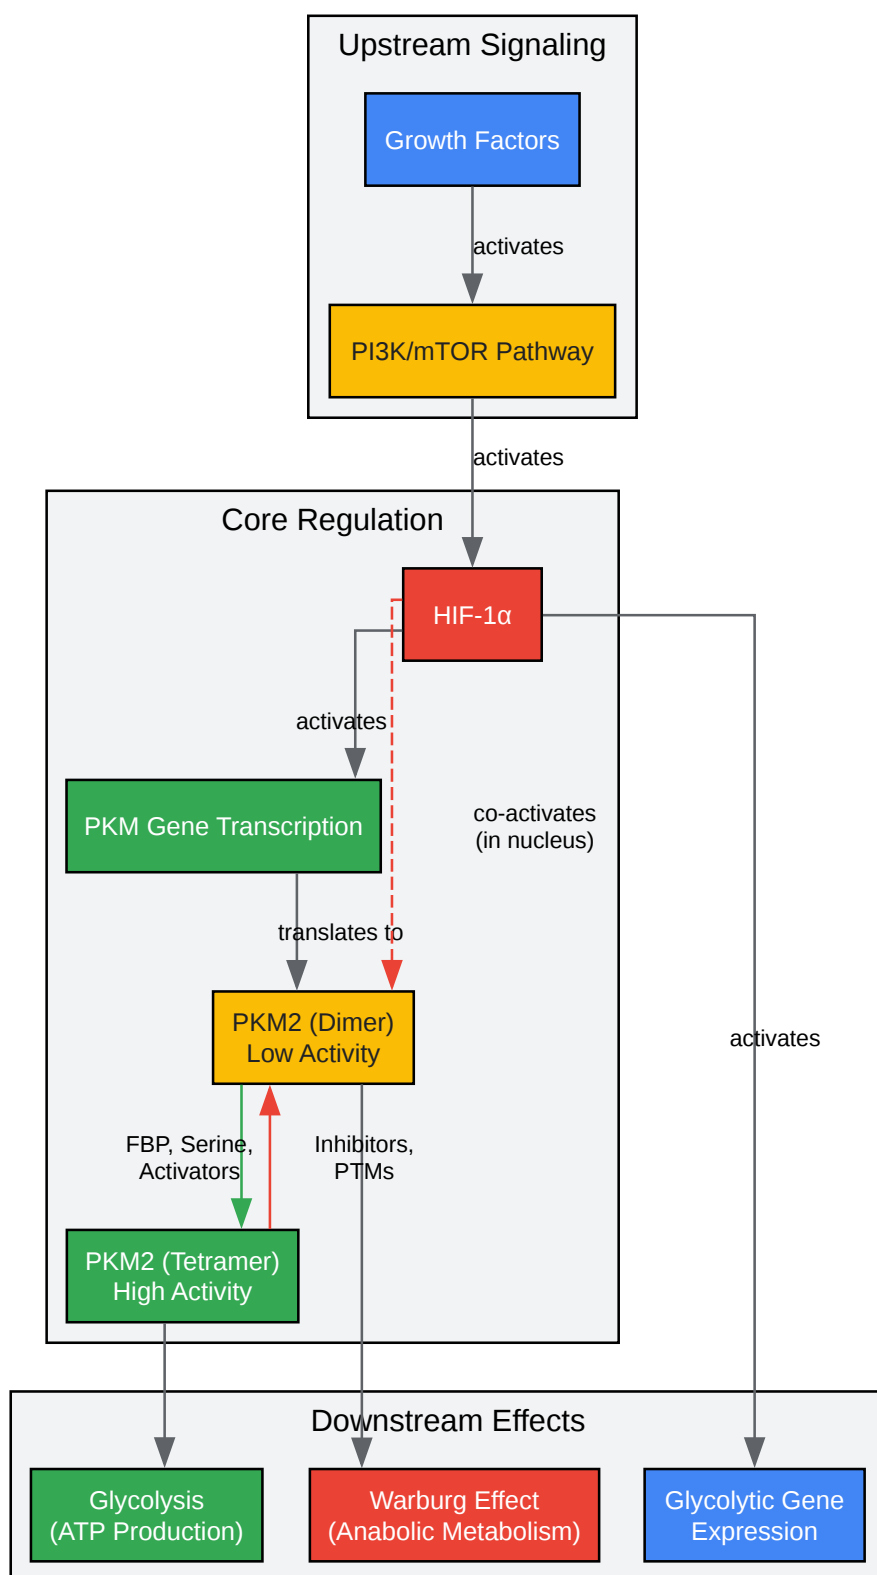 Upstream Signaling
Growth Factors
activates
PI3K/mTOR Pathway
activates
Core Regulation
HIF-1α
activates
PKM Gene Transcription
co-activates
(in nucleus)
translates to
PKM2 (Dimer)
Low Activity
activates
FBP, Serine,
Activators
Inhibitors,
PTMs
PKM2 (Tetramer)
High Activity
Downstream Effects
Glycolysis
(ATP Production)
Warburg Effect
(Anabolic Metabolism)
Glycolytic Gene
Expression